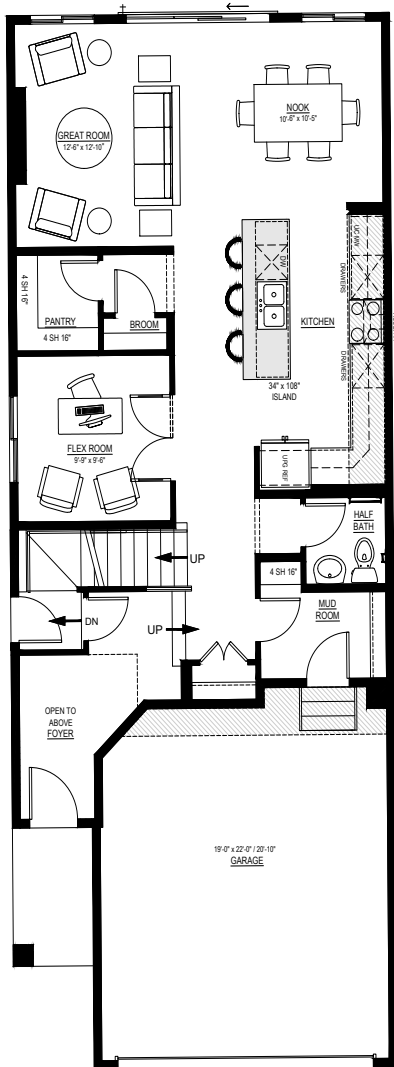 GREAT ROOM
12'-6" x 12'-10"
NOOK
10'-6" x 10'-5"
UC MW
DRAWERS
DW
KITCHEN
DRAWERS
34" x 108"
ISLAND
UPG REF
4 SH 16"
PANTRY
4 SH 16"
BROOM
FLEX ROOM
9'-9" x 9'-6"
HALF
BATH
UP
4 SH 16"
MUD
ROOM
DN
UP
OPEN TO
ABOVE
FOYER
19'-0" x 22'-0" / 20'-10"
GARAGE